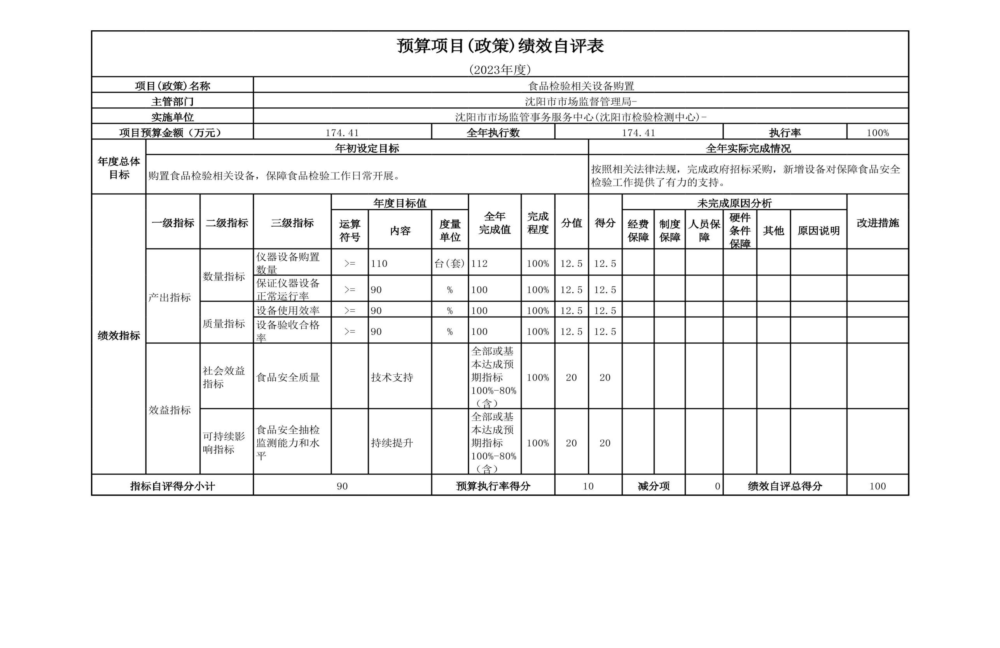 预算项目(政策)绩效自评表
(2023年度)
项目(政策)名称 食品检验相关设备购置
主管部门 沈阳市市场监督管理局-
实施单位 沈阳市市场监管事务服务中心(沈阳市检验检测中心)-
项目预算金额（万元） 174.41 全年执行数 174.41 执行率 100%
年度总体
目标
年初设定目标 全年实际完成情况
购置食品检验相关设备，保障食品检验工作日常开展。
按照相关法律法规，完成政府招标采购，新增设备对保障食品安全
检验工作提供了有力的支持。
绩效指标
一级指标 二级指标 三级指标
年度目标值
运算
符号
内容
度量
单位
全年
完成值
完成
程度
分值 得分
未完成原因分析
经费
保障
制度
保障
人员保
障
硬件
条件
保障
其他 原因说明
改进措施
产出指标
数量指标
仪器设备购置
数量
>= 110 台(套) 112 100% 12.5 12.5
保证仪器设备
正常运行率
>= 90 % 100 100% 12.5 12.5
质量指标
设备使用效率 >= 90 % 100 100% 12.5 12.5
设备验收合格
率
>= 90 % 100 100% 12.5 12.5
效益指标
社会效益
指标
食品安全质量 技术支持
全部或基
本达成预
期指标
100%-80%
（含）
100% 20 20
可持续影
响指标
食品安全抽检
监测能力和水
平
持续提升
全部或基
本达成预
期指标
100%-80%
（含）
100% 20 20
指标自评得分小计 90 预算执行率得分 10 减分项 0 绩效自评总得分 100